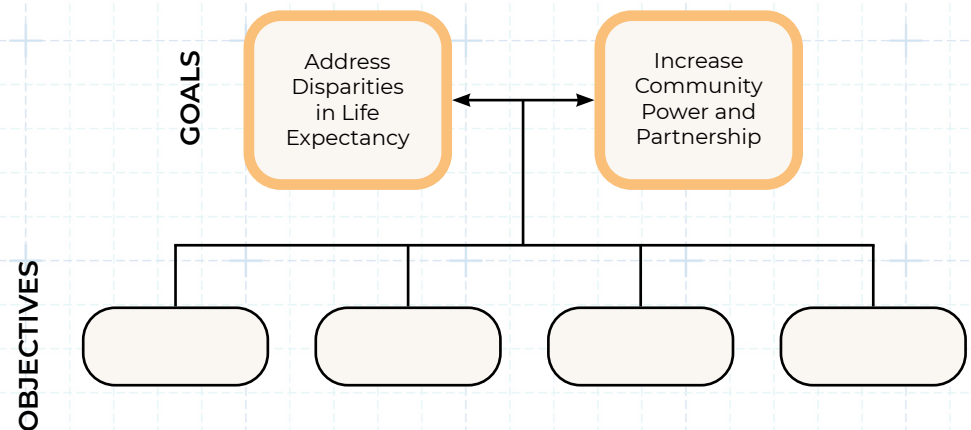 GOALS
Address
Disparities
in Life
Expectancy
Increase
Community
Power and
Partnership
OBJECTIVES